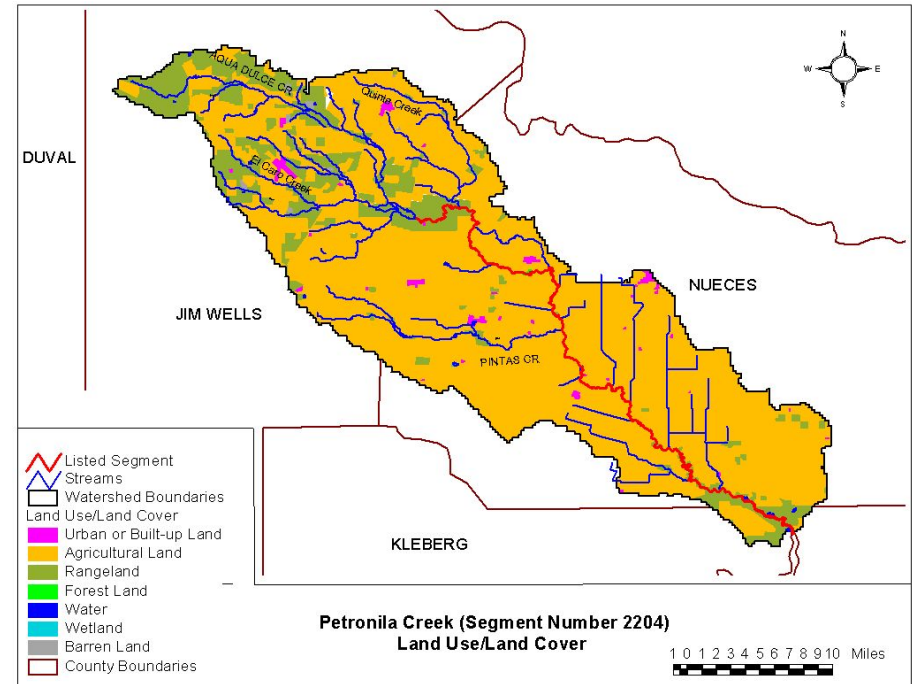 N
W E
S
AQUA DULCE CR.
Quinta Creek
DUVAL
El Caro Creek
NUECES
JIM WELLS
PINTAS CR.
Listed Segment
Streams
Watershed Boundaries
Land Use/Land Cover
Urban or Built-up Land
Agricultural Land
Rangeland
Forest Land
Water
Wetland
Barren Land
County Boundaries
KLEBERG
Petronila Creek (Segment Number 2204)
Land Use/Land Cover
1 0 1 2 3 4 5 6 7 8 9 10 Miles